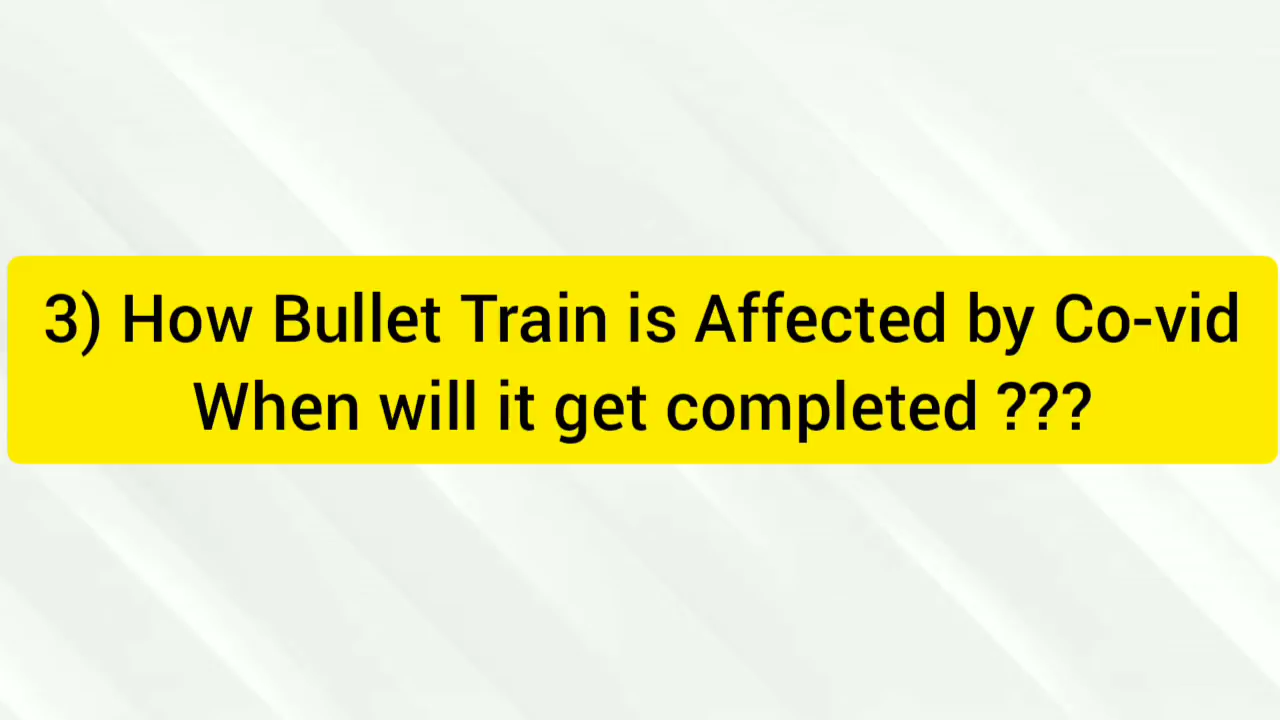 3) How Bullet Train is Affected by Co-vid
When will it get completed ???